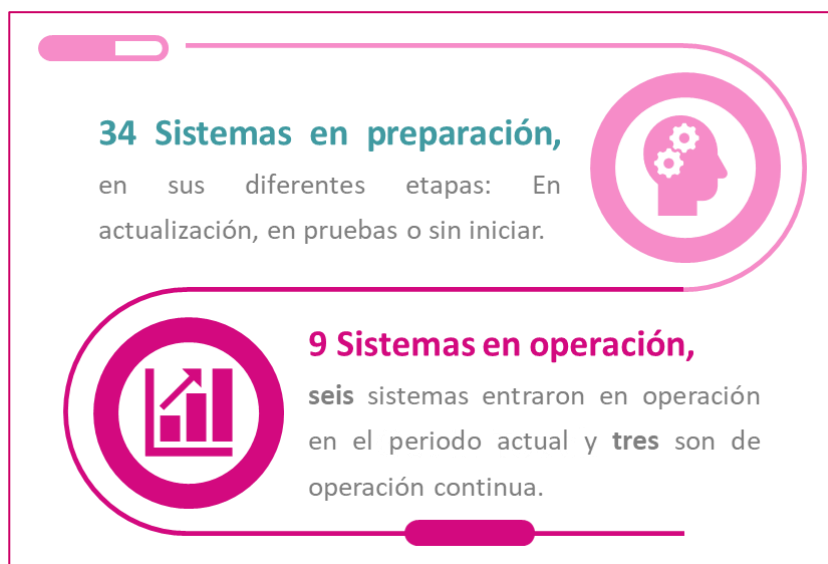 34 Sistemas en preparación,
en sus diferentes etapas: En
actualización, en pruebas o sin iniciar.
9 Sistemas en operación,
seis sistemas entraron en operación
en el periodo actual y tres son de
operación continua.